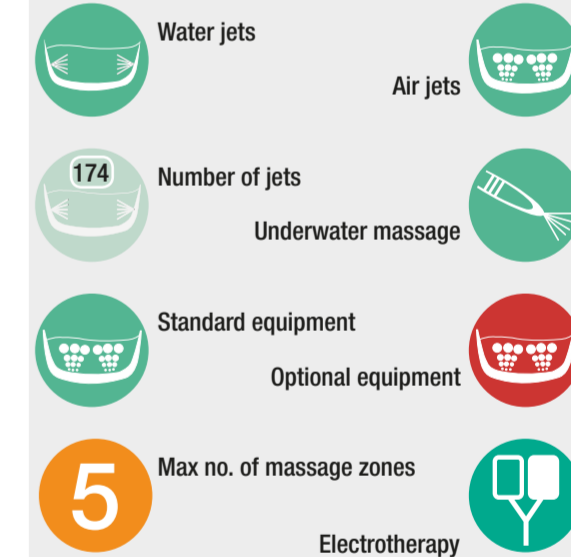 Water jets
Air jets
174
Number of jets
Underwater massage
Standard equipment
Optional equipment
5
Max no. of massage zones
Electrotherapy